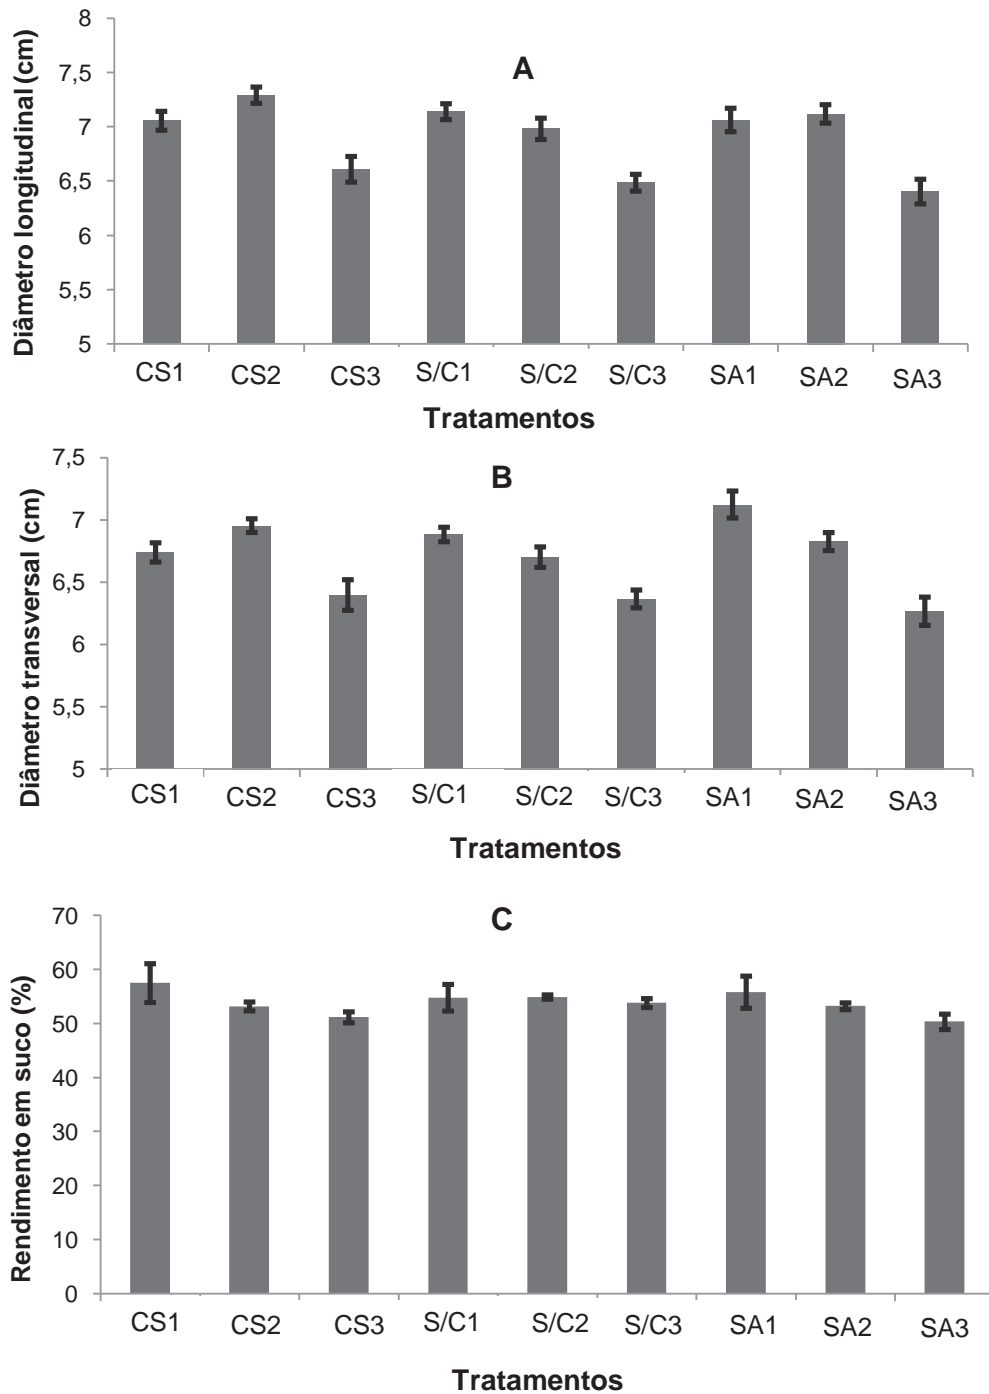 A
Diâmetro longitudinal (cm)
8
7,5
7
6,5
6
5,5
5
CS1 CS2 CS3 S/C1 S/C2 S/C3 SA1 SA2 SA3
Tratamentos
B
Diâmetro transversal (cm)
7,5
7
6,5
6
5,5
5
CS1 CS2 CS3 S/C1 S/C2 S/C3 SA1 SA2 SA3
Tratamentos
C
Rendimento em suco (%)
70
60
50
40
30
20
10
0
CS1 CS2 CS3 S/C1 S/C2 S/C3 SA1 SA2 SA3
Tratamentos